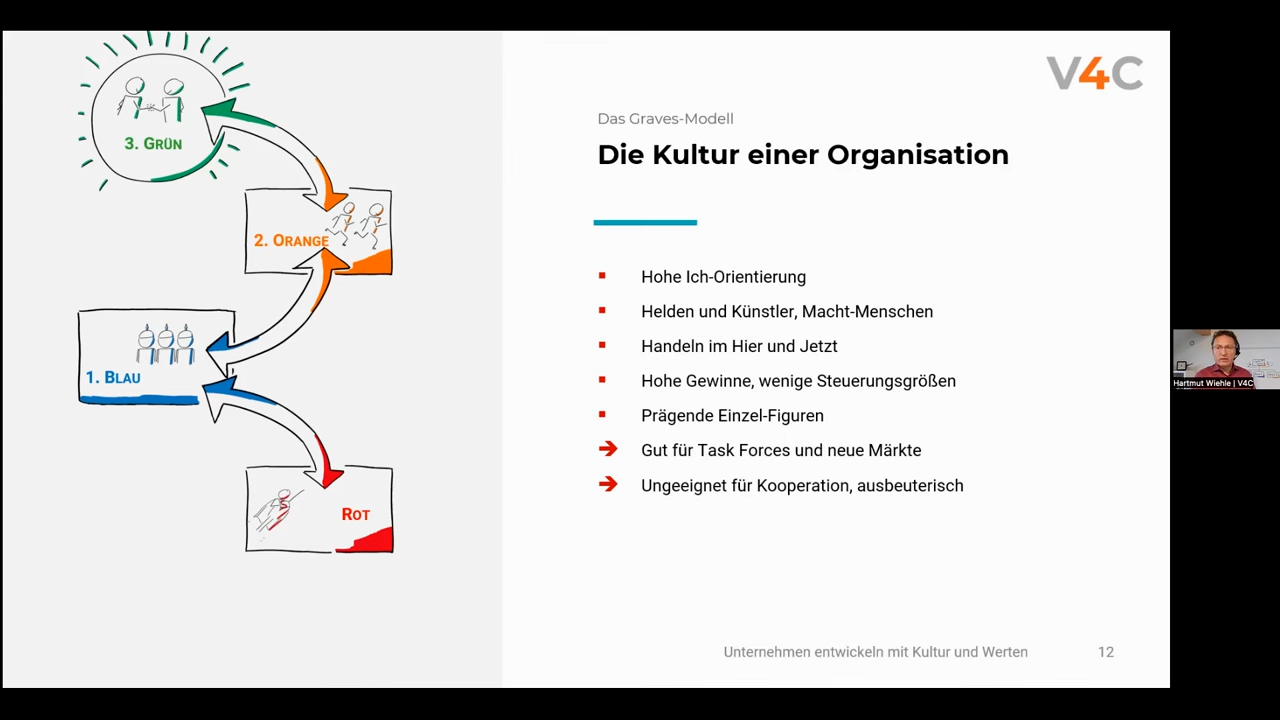 V4C
Das Graves-Modell
Die Kultur einer Organisation
3. GRÜN
2. ORANGE
1. BLAU
ROT
Hohe Ich-Orientierung
Helden und Künstler, Macht-Menschen
Handeln im Hier und Jetzt
Hohe Gewinne, wenige Steuerungsgrößen
Prägende Einzel-Figuren
Gut für Task Forces und neue Märkte
Ungeeignet für Kooperation, ausbeuterisch
Hartmut Wiehle | V4C
Unternehmen entwickeln mit Kultur und Werten
12